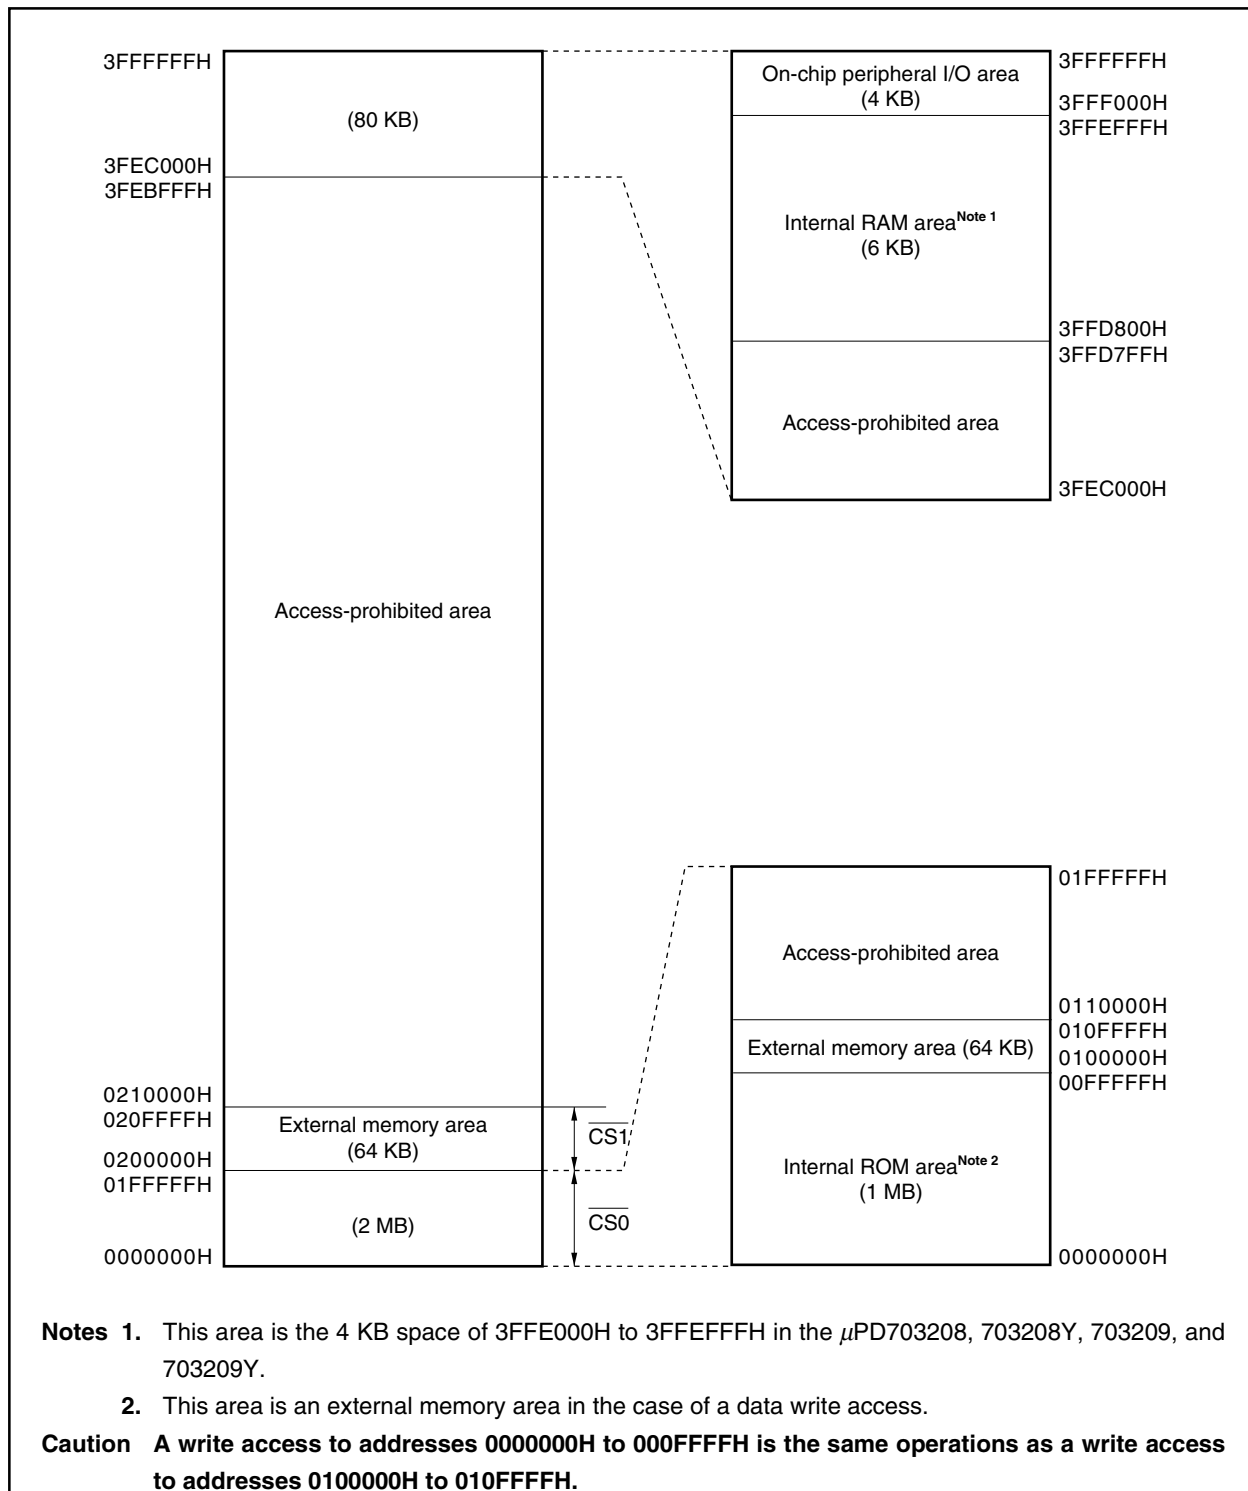 3FFFFFFH
(80 KB)
3FEC000H
3FEBFFFH
Access-prohibited area
0210000H
020FFFFH
External memory area
(64 KB)
0200000H
01FFFFFH
(2 MB)
0000000H
CS1
CS0
On-chip peripheral I/O area
(4 KB)
3FFFFFFH
3FFF000H
3FFEFFFH
Internal RAM areaNote 1
(6 KB)
3FFD800H
3FFD7FFH
Access-prohibited area
3FEC000H
01FFFFFH
Access-prohibited area
0110000H
010FFFFH
External memory area (64 KB)
0100000H
00FFFFFH
Internal ROM areaNote 2
(1 MB)
0000000H
Notes 1. This area is the 4 KB space of 3FFE000H to 3FFEFFFH in the μPD703208, 703208Y, 703209, and
703209Y.
2. This area is an external memory area in the case of a data write access.
Caution A write access to addresses 0000000H to 000FFFFH is the same operations as a write access
to addresses 0100000H to 010FFFFH.